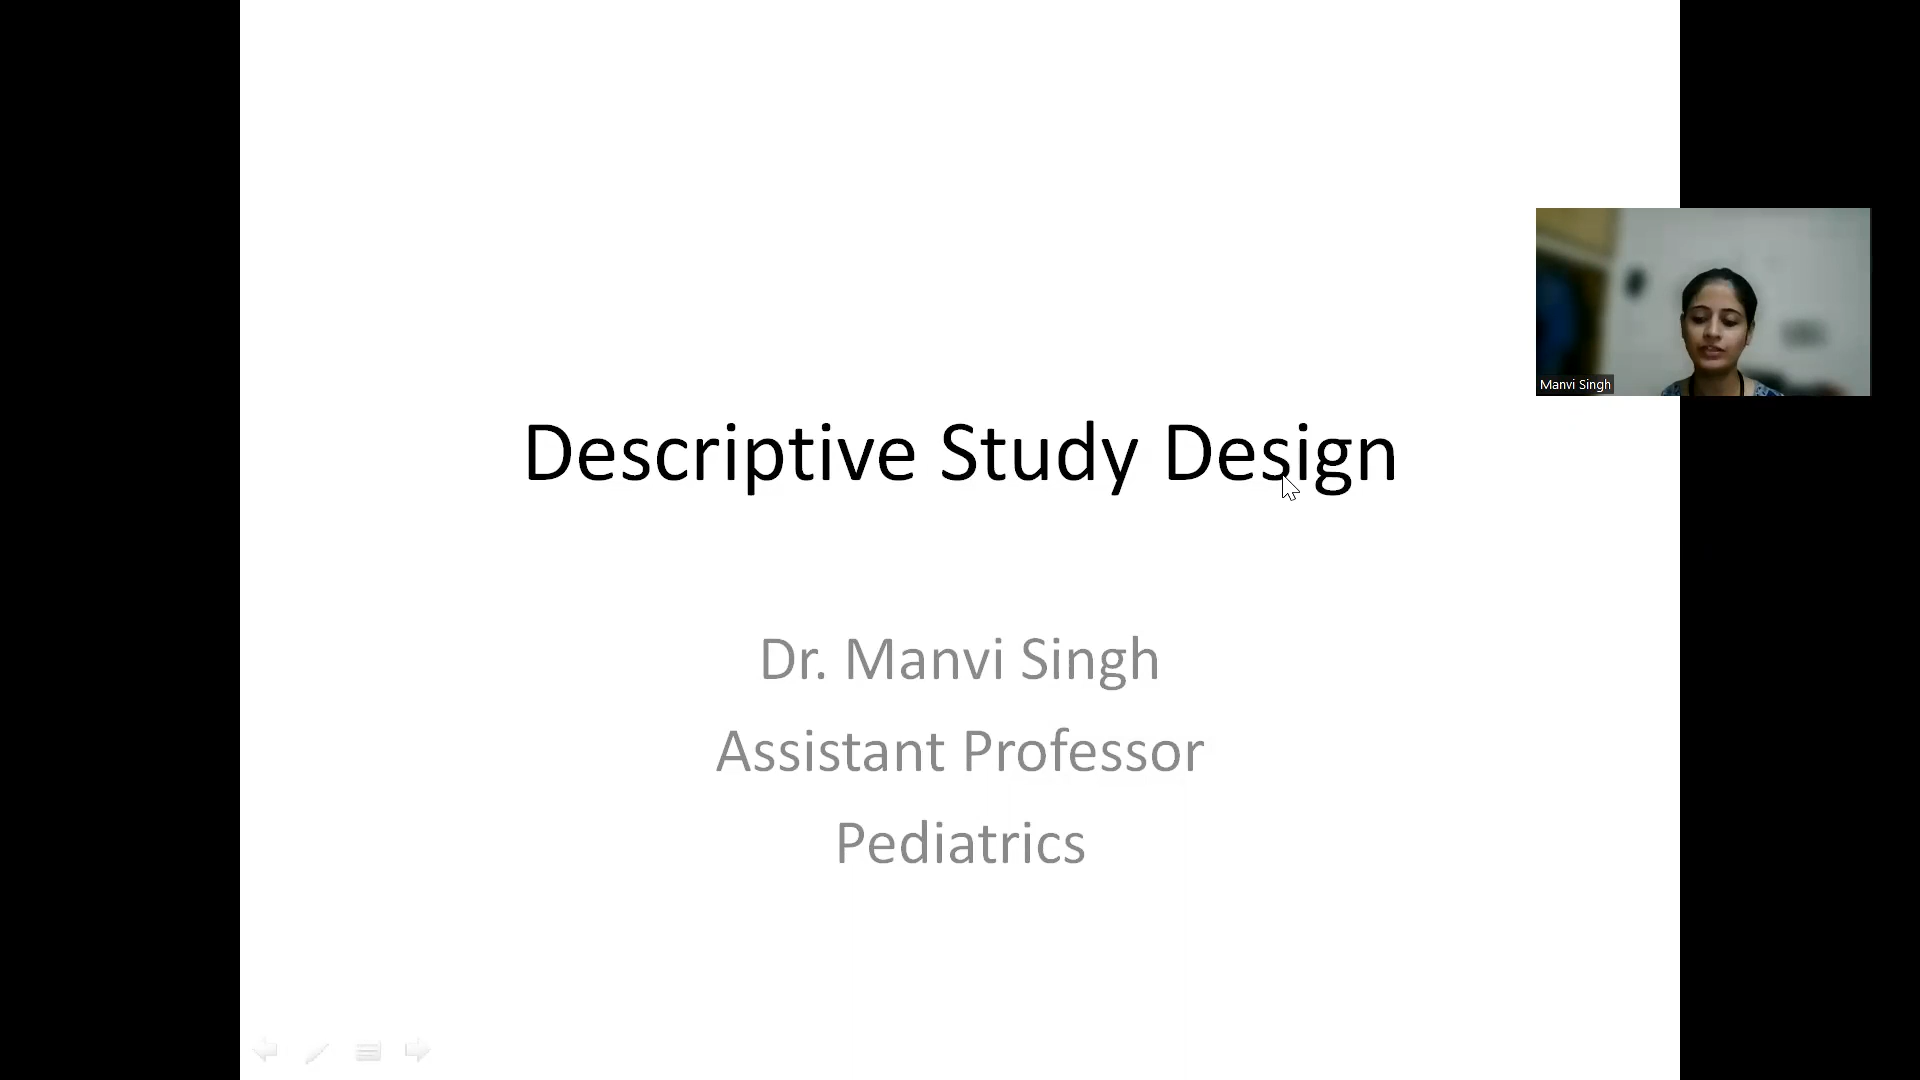 Manvi Singh
Descriptive Study Design
Dr. Manvi Singh
Assistant Professor
Pediatrics